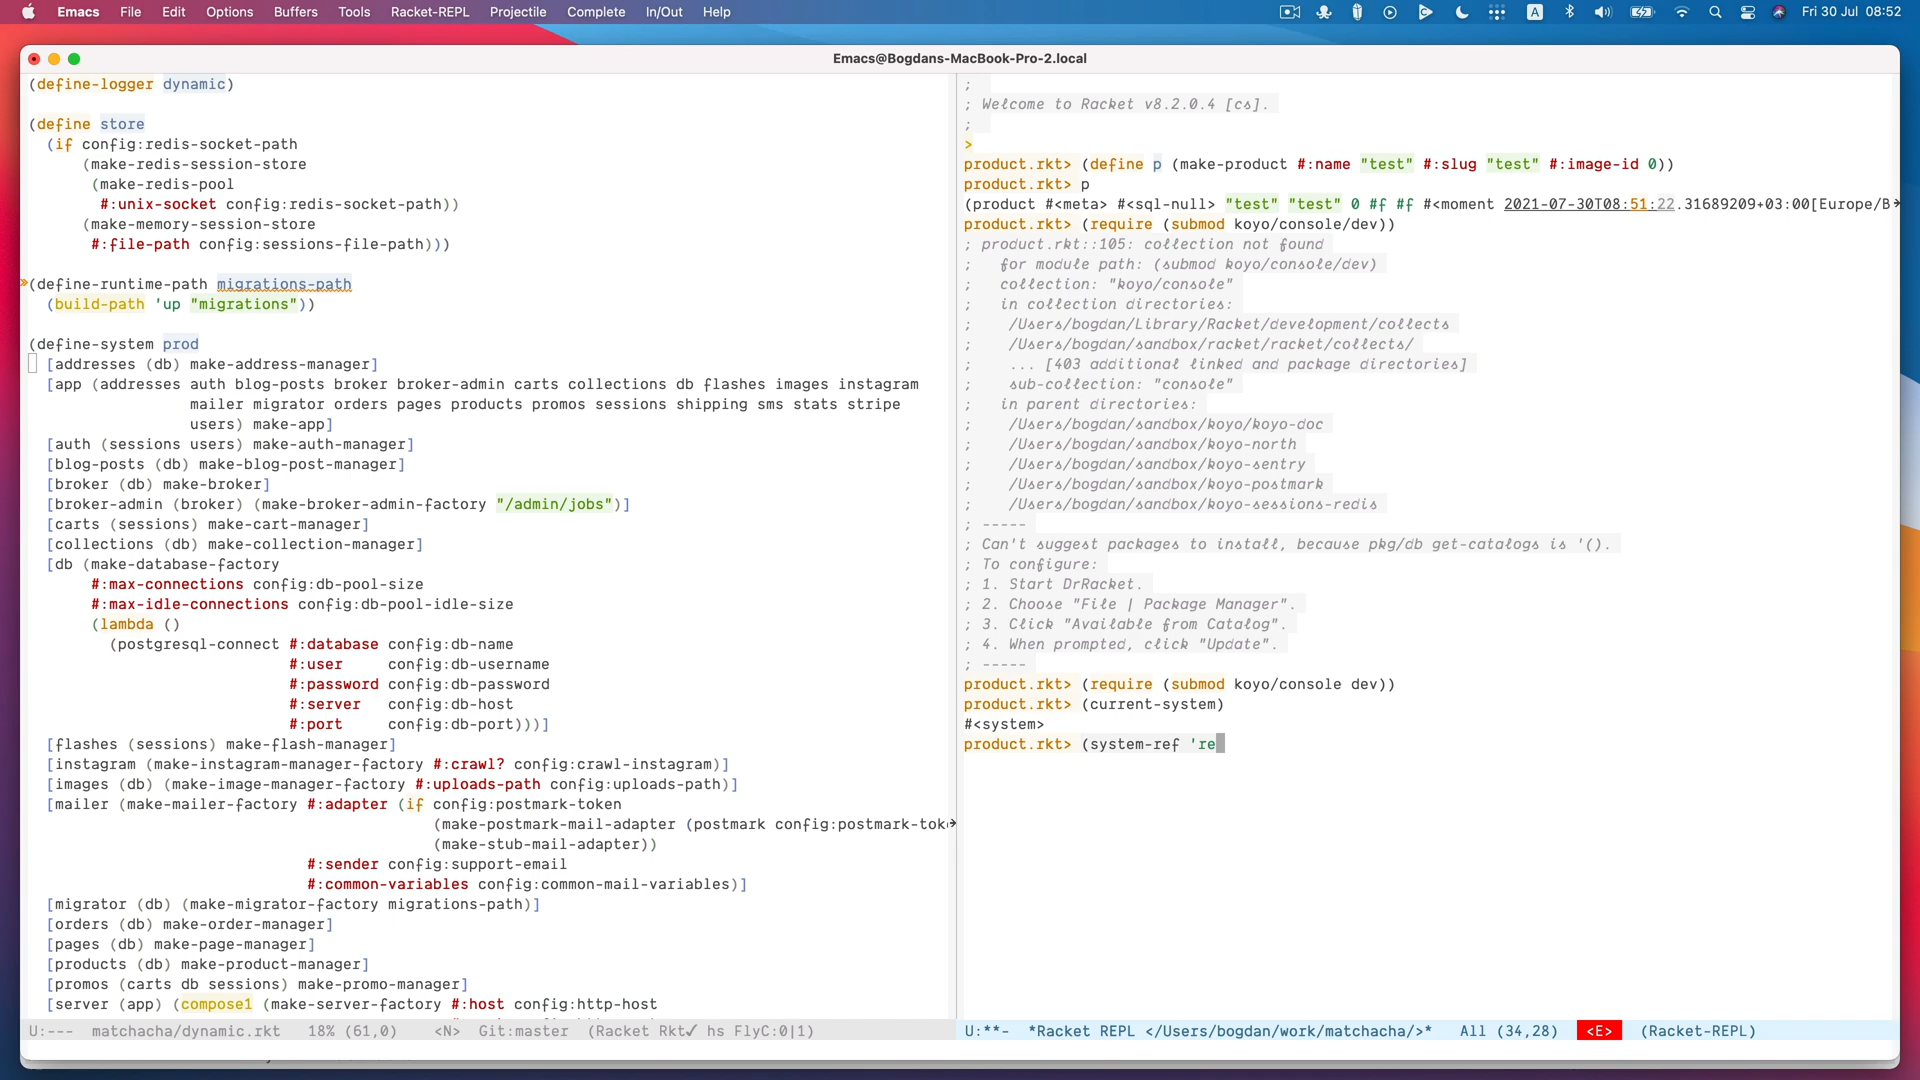 Emacs File Edit Options Buffers Tools Racket-REPL Projectile Complete In/Out Help
A Fri 30 Jul 08:52
Emacs@Bogdans-MacBook-Pro-2.local
(define-logger dynamic)
(define store
(if config:redis-socket-path
(make-redis-session-store
(make-redis-pool
#:unix-socket config:redis-socket-path))
(make-memory-session-store
#:file-path config:sessions-file-path)))
(define-runtime-path migrations-path
(build-path 'up "migrations"))
(define-system prod
[addresses (db) make-address-manager]
[app (addresses auth blog-posts broker broker-admin carts collections db flashes images instagram
mailer migrator orders pages products promos sessions shipping sms stats stripe
users) make-app]
[auth (sessions users) make-auth-manager]
[blog-posts (db) make-blog-post-manager]
[broker (db) make-broker]
[broker-admin (broker) (make-broker-admin-factory "/admin/jobs")]
[carts (sessions) make-cart-manager]
[collections (db) make-collection-manager]
[db (make-database-factory
#:max-connections config:db-pool-size
#:max-idle-connections config:db-pool-idle-size
(lambda ()
(postgresql-connect #:database config:db-name
#:user config:db-username
#:password config:db-password
#:server config:db-host
#:port config:db-port)))]
[flashes (sessions) make-flash-manager]
[instagram (make-instagram-manager-factory #:crawl? config:crawl-instagram)]
[images (db) (make-image-manager-factory #:uploads-path config:uploads-path)]
[mailer (make-mailer-factory #:adapter (if config:postmark-token
(make-postmark-mail-adapter (postmark config:postmark-tok
(make-stub-mail-adapter))
#:sender config:support-email
#:common-variables config:common-mail-variables)]
[migrator (db) (make-migrator-factory migrations-path)]
[orders (db) make-order-manager]
[pages (db) make-page-manager]
[products (db) make-product-manager]
[promos (carts db sessions) make-promo-manager]
[server (app) (compose1 (make-server-factory #:host config:http-host
U:--- matchacha/dynamic.rkt 18% (61,0) <N> Git:master (Racket Rkt✓ hs FlyC:0|1)
;
; Welcome to Racket v8.2.0.4 [cs].
;
>
product.rkt> (define p (make-product #:name "test" #:slug "test" #:image-id 0))
product.rkt> p
(product #<meta> #<sql-null> "test" "test" 0 #f #f #<moment 2021-07-30T08:51:22.31689209+03:00[Europe/B
product.rkt> (require (submod koyo/console/dev))
; product.rkt::105: collection not found
; for module path: (submod koyo/console/dev)
; collection: "koyo/console"
; in collection directories:
; /Users/bogdan/Library/Racket/development/collects
; /Users/bogdan/sandbox/racket/racket/collects/
; ... [403 additional linked and package directories]
; sub-collection: "console"
; in parent directories:
; /Users/bogdan/sandbox/koyo/koyo-doc
; /Users/bogdan/sandbox/koyo-north
; /Users/bogdan/sandbox/koyo-sentry
; /Users/bogdan/sandbox/koyo-postmark
; /Users/bogdan/sandbox/koyo-sessions-redis
; -----
; Can't suggest packages to install, because pkg/db get-catalogs is '().
; To configure:
; 1. Start DrRacket.
; 2. Choose "File | Package Manager".
; 3. Click "Available from Catalog".
; 4. When prompted, click "Update".
; -----
product.rkt> (require (submod koyo/console dev))
product.rkt> (current-system)
#<system>
product.rkt> (system-ref 're
U:**- *Racket REPL </Users/bogdan/work/matchacha/>* All (34,28) <E> (Racket-REPL)